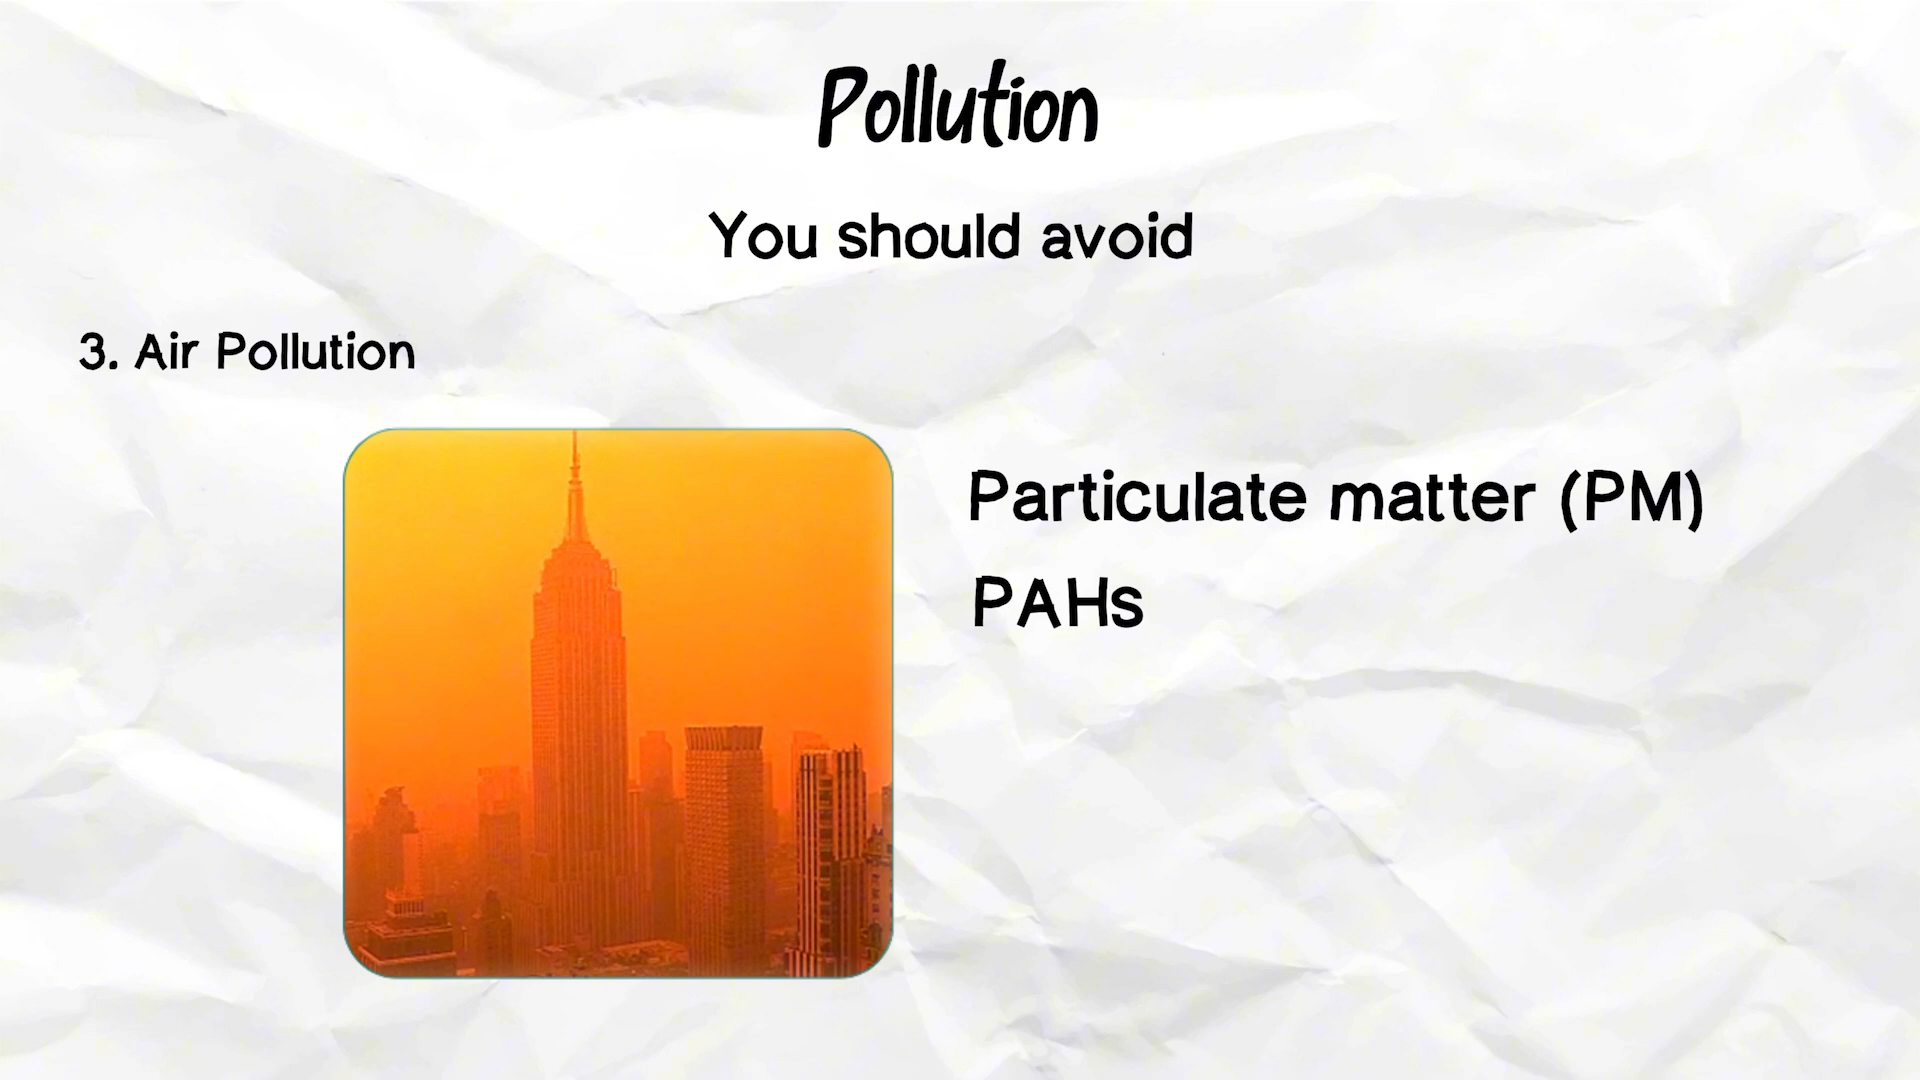 Pollution
You should avoid
3. Air Pollution
Particulate matter (PM)
PAHs